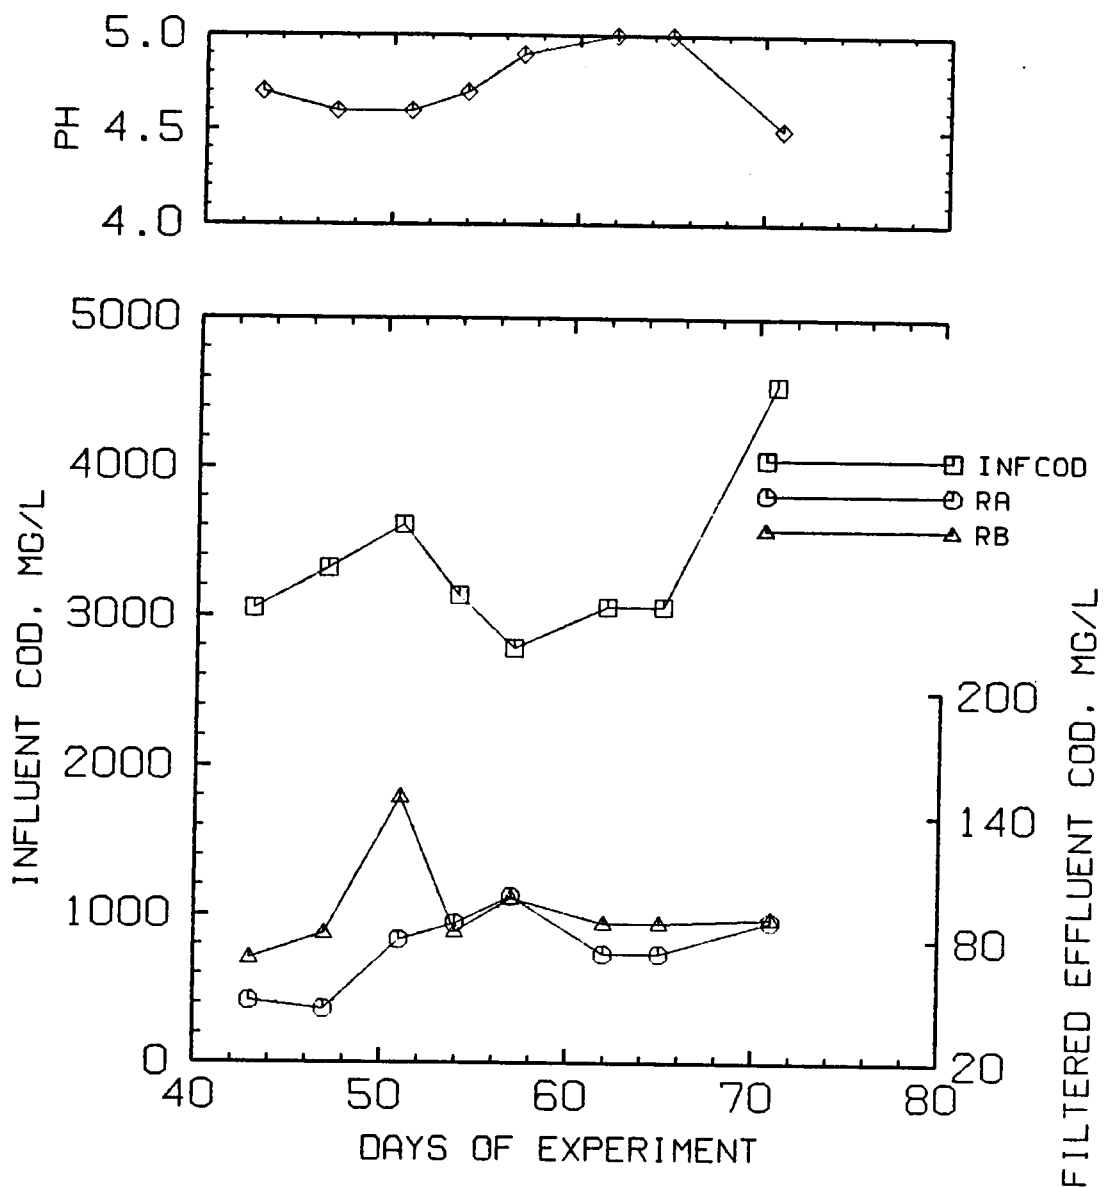 5.0
PH 4.5
4.0
5000
4000
3000
2000
1000
0
INFLUENT COD, MG/L
INFCOD
RA
RB
200
140
80
20
FILTERED EFFLUENT COD, MG/L
40 50 60 70 80
DAYS OF EXPERIMENT